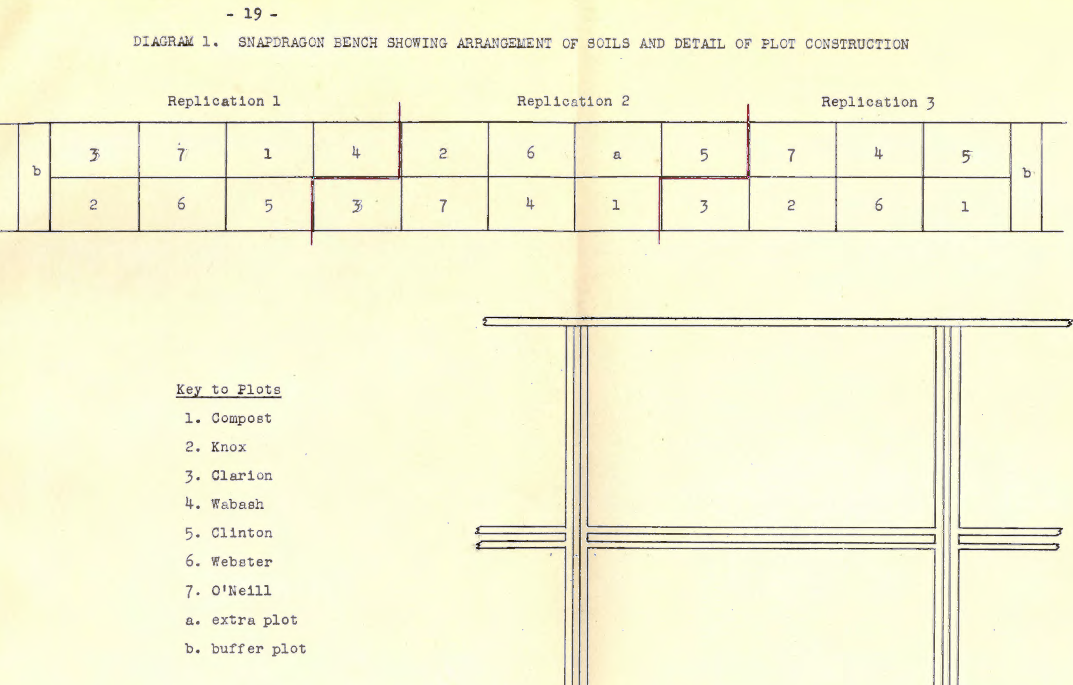 - 19 -
DIAGRAM 1. SNAPDRAGON BENCH SHOWING ARRANGEMENT OF SOILS AND DETAIL OF PLOT CONSTRUCTION
Replication 1 Replication 2 Replication 3
b 3 7 1 4 2 6 a 5 7 4 5 b
2 6 5 3 7 4 1 3 2 6 1
Key to Plots
1. Compost
2. Knox
3. Clarion
4. Wabash
5. Clinton
6. Webster
7. O'Neill
a. extra plot
b. buffer plot